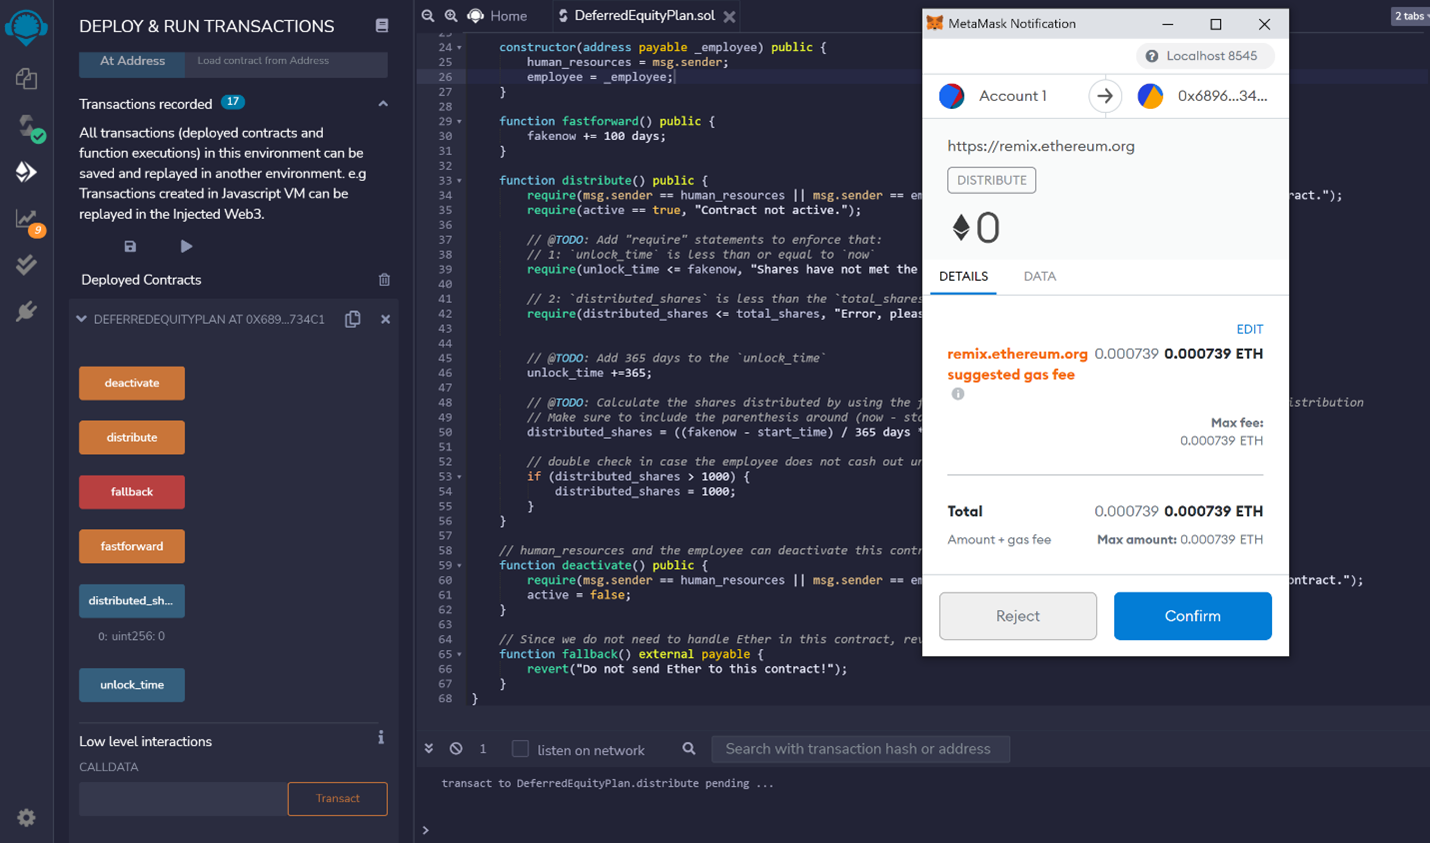 DEPLOY & RUN TRANSACTIONS
At Address
Load contract from Address
Transactions recorded 17
All transactions (deployed contracts and
function executions) in this environment can be
saved and replayed in another environment. e.g
Transactions created in Javascript VM can be
replayed in the Injected Web3.
9
Deployed Contracts
DEFERREDEQUITYPLAN AT 0X689...734C1
deactivate
distribute
fallback
fastforward
distributed_sh...
0: uint256: 0
unlock_time
Low level interactions
CALLDATA
Transact
Home
DeferredEquityPlan.sol
2 tabs
24 constructor(address payable _employee) public {
25 human_resources = msg.sender;
26 employee = _employee;
27 }
28
29 function fastforward() public {
30 fakenow += 100 days;
31 }
32
33 function distribute() public {
34 require(msg.sender == human_resources || msg.sender == em
ract.");
35 require(active == true, "Contract not active.");
36
37 // @TODO: Add "require" statements to enforce that:
38 // 1: `unlock_time` is less than or equal to `now`
39 require(unlock_time <= fakenow, "Shares have not met the
40
41 // 2: `distributed_shares` is less than the `total_shares
42 require(distributed_shares <= total_shares, "Error, pleas
43
44
45 // @TODO: Add 365 days to the `unlock_time`
46 unlock_time +=365;
47
48 // @TODO: Calculate the shares distributed by using the f
istribution
49 // Make sure to include the parenthesis around (now - sta
50 distributed_shares = ((fakenow - start_time) / 365 days *
51
52 // double check in case the employee does not cash out un
53 if (distributed_shares > 1000) {
54 distributed_shares = 1000;
55 }
56 }
57
58 // human_resources and the employee can deactivate this contr
59 function deactivate() public {
60 require(msg.sender == human_resources || msg.sender == em
contract.");
61 active = false;
62 }
63
64 // Since we do not need to handle Ether in this contract, rev
65 function fallback() external payable {
66 revert("Do not send Ether to this contract!");
67 }
68 }
1
listen on network
Search with transaction hash or address
transact to DeferredEquityPlan.distribute pending ...
>
MetaMask Notification
Localhost 8545
Account 1
0x6896...34...
https://remix.ethereum.org
DISTRIBUTE
0
DETAILS
DATA
EDIT
remix.ethereum.org 0.000739 0.000739 ETH
suggested gas fee
Max fee:
0.000739 ETH
Total 0.000739 0.000739 ETH
Amount + gas fee Max amount: 0.000739 ETH
Reject
Confirm